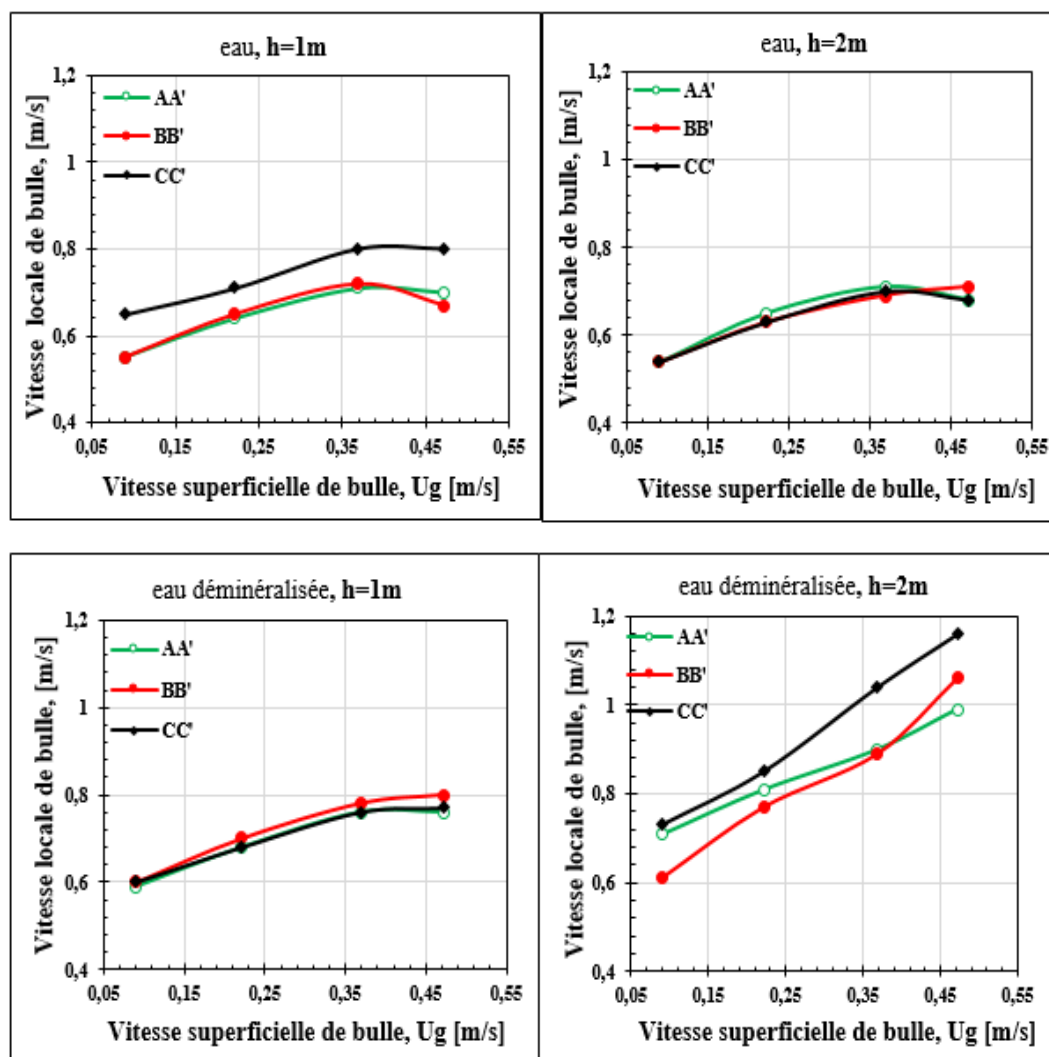 eau, h=1m
1,2
1
0,8
0,6
0,4
AA'
BB'
CC'
Vitesse locale de bulle, [m/s]
0,05 0,15 0,25 0,35 0,45 0,55
Vitesse superficielle de bulle, Ug [m/s]
eau, h=2m
1,2
1
0,8
0,6
0,4
AA'
BB'
CC'
Vitesse locale de bulle, [m/s]
0,05 0,15 0,25 0,35 0,45 0,55
Vitesse superficielle de bulle, Ug [m/s]
eau déminéralisée, h=1m
1,2
1
0,8
0,6
0,4
AA'
BB'
CC'
Vitesse locale de bulle, [m/s]
0,05 0,15 0,25 0,35 0,45 0,55
Vitesse superficielle de bulle, Ug [m/s]
eau déminéralisée, h=2m
1,2
1
0,8
0,6
0,4
AA'
BB'
CC'
Vitesse locale de bulle, [m/s]
0,05 0,15 0,25 0,35 0,45 0,55
Vitesse superficielle de bulle, Ug [m/s]